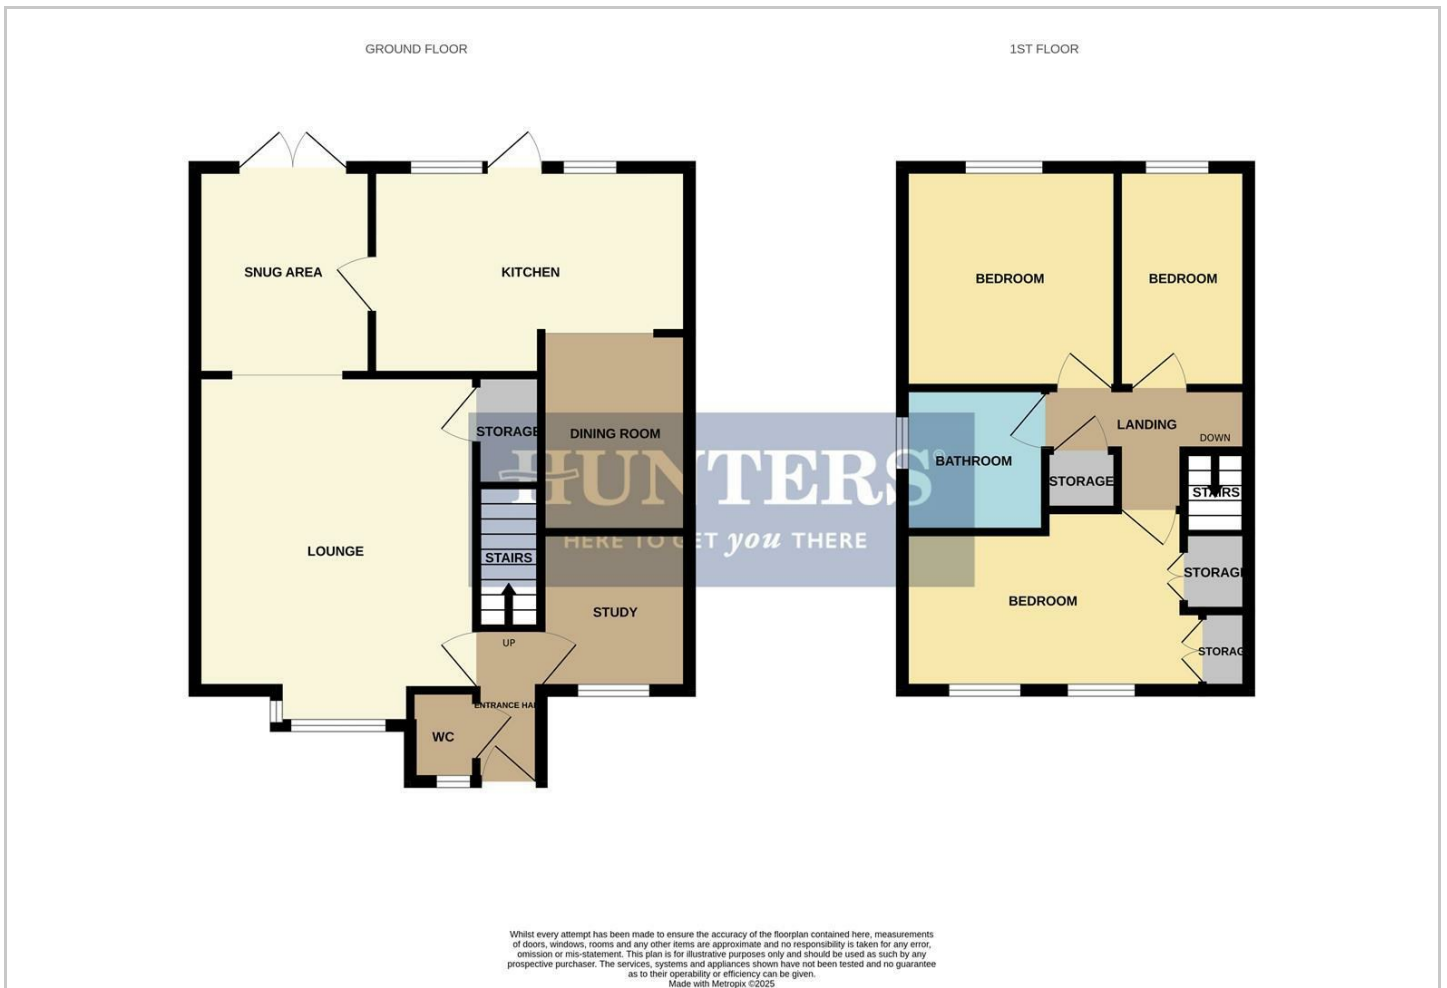 GROUND FLOOR
1ST FLOOR
SNUG AREA
KITCHEN
BEDROOM
BEDROOM
STORAGE
DINING ROOM
LANDING
DOWN
BATHROOM
STORAGE
STAIRS
HUNTERS
HERE TO GET you THERE
LOUNGE
STAIRS
STUDY
UP
BEDROOM
STORAGE
STORAG
ENTRANCE HAL
WC
Whilst every attempt has been made to ensure the accuracy of the floorplan contained here, measurements
of doors, windows, rooms and any other items are approximate and no responsibility is taken for any error,
omission or mis-statement. This plan is for illustrative purposes only and should be used as such by any
prospective purchaser. The services, systems and appliances shown have not been tested and no guarantee
as to their operability or efficiency can be given.
Made with Metropix ©2025